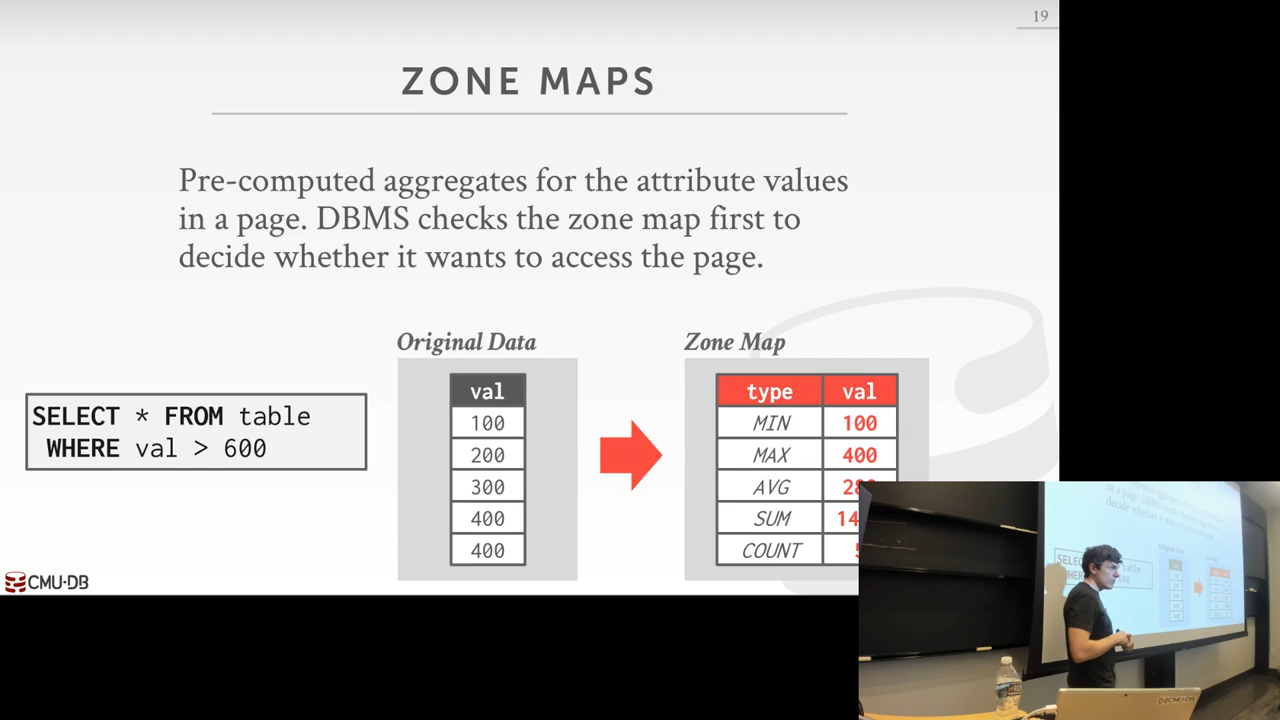 19
ZONE MAPS
Pre-computed aggregates for the attribute values
in a page. DBMS checks the zone map first to
decide whether it wants to access the page.
Original Data
Zone Map
SELECT * FROM table
WHERE val > 600
val
100
200
300
400
400
type val
MIN 100
MAX 400
AVG
SUM
COUNT
CMU·DB